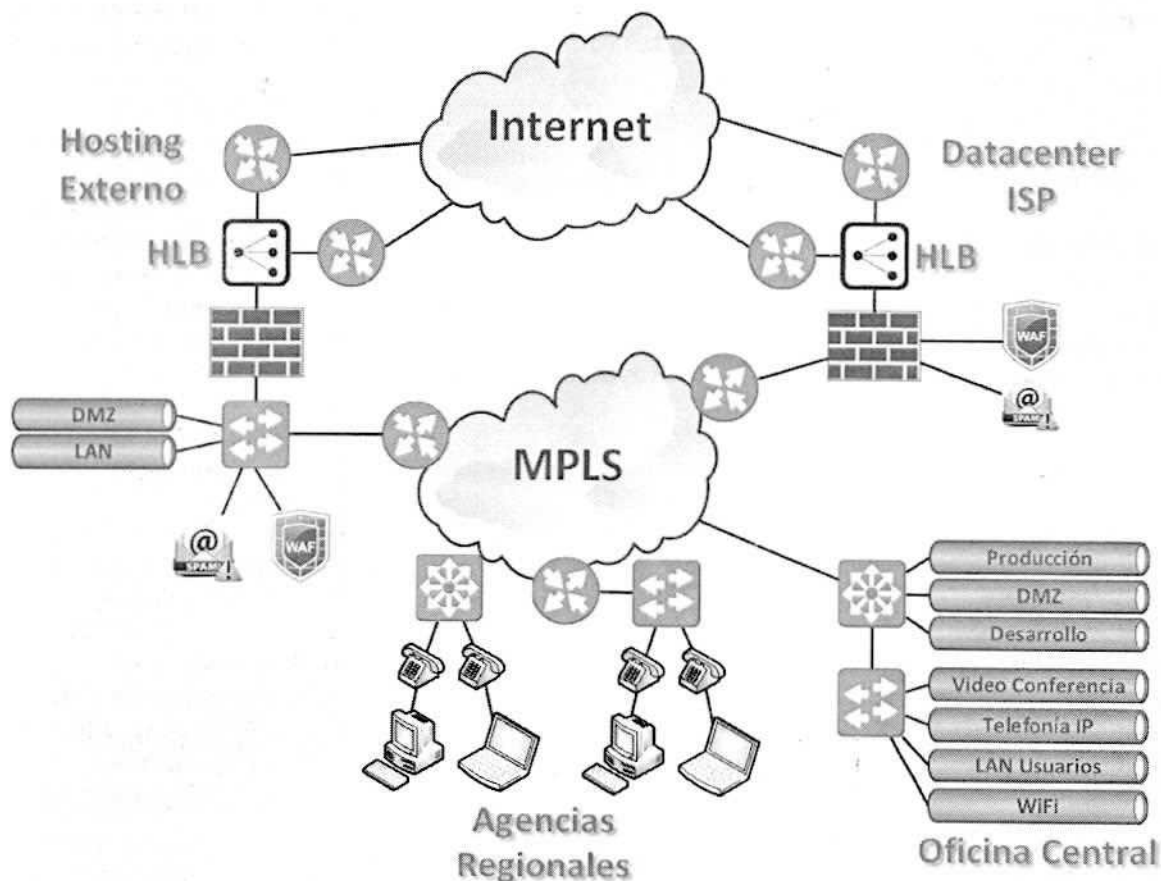 Internet
Hosting
Externo
Datacenter
ISP
HLB
HLB
WAF
@
SPAM
DMZ
LAN
MPLS
@
SPAM
WAF
Producción
DMZ
Desarrollo
Video Conferencia
Telefonía IP
LAN Usuarios
WiFi
Agencias
Regionales
Oficina Central